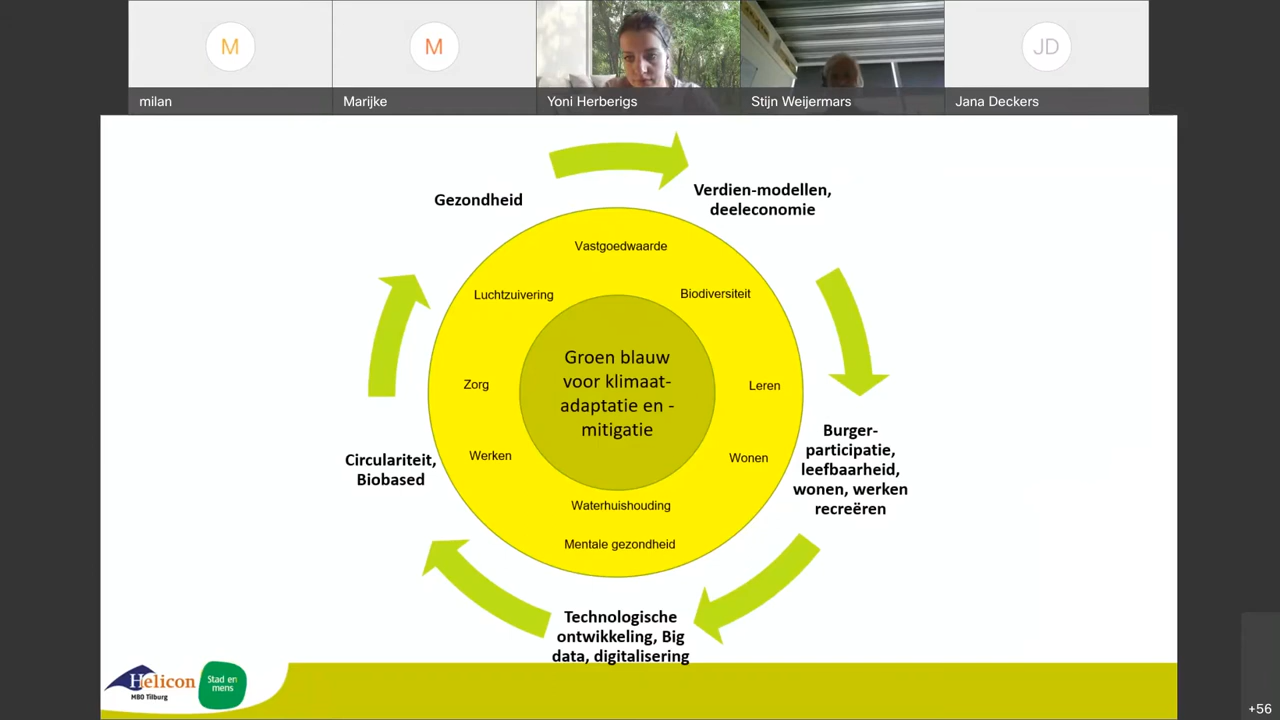 M
M
JD
milan
Marijke
Yoni Herberigs
Stijn Weijermars
Jana Deckers
Gezondheid
Verdien-modellen,
deeleconomie
Vastgoedwaarde
Luchtzuivering
Biodiversiteit
Groen blauw
voor klimaat-
adaptatie en -
mitigatie
Zorg
Leren
Werken
Wonen
Waterhuishouding
Mentale gezondheid
Burger-
participatie,
leefbaarheid,
wonen, werken
recreëren
Circulariteit,
Biobased
Technologische
ontwikkeling, Big
data, digitalisering
Helicon
MBO Tilburg
Stad en
mens
+56